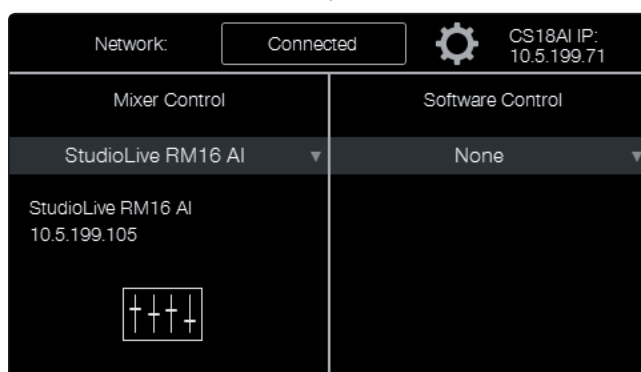 Network:
Connected
CS18AI IP:
10.5.199.71
Mixer Control
Software Control
StudioLive RM16 AI
None
StudioLive RM16 AI
10.5.199.105